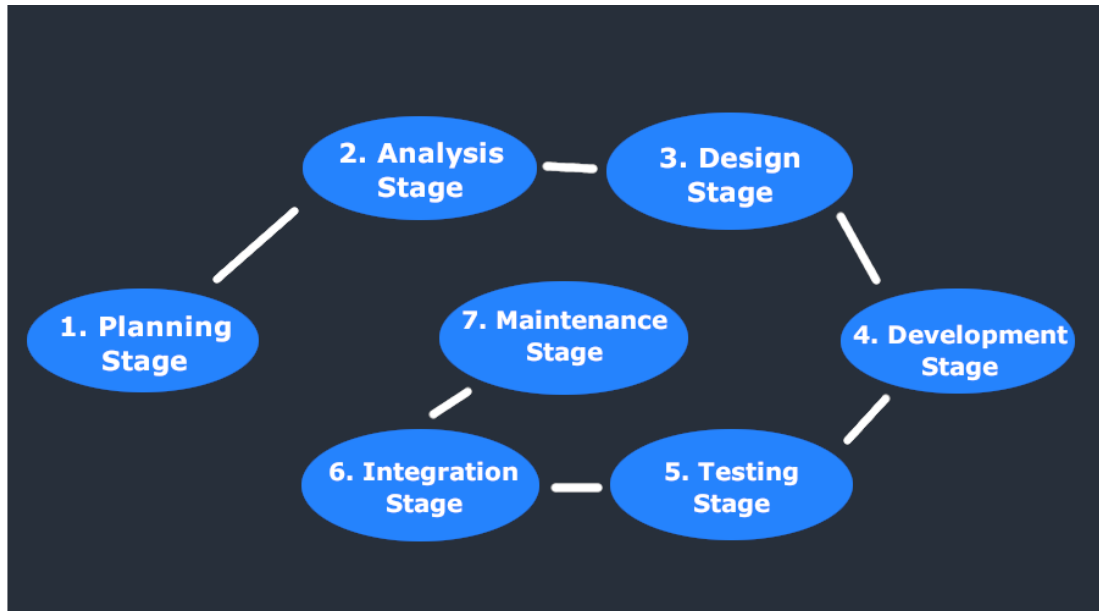 1. Planning
Stage
2. Analysis
Stage
3. Design
Stage
4. Development
Stage
5. Testing
Stage
6. Integration
Stage
7. Maintenance
Stage